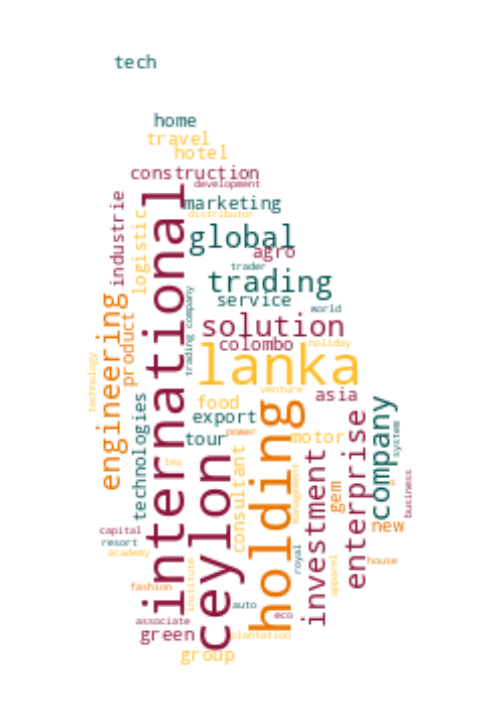 tech
home
travel
hotel
construction
development
industrie
international
marketing
logistic
distributor
global
agro
trader
trading
service
trading company
world
engineering
product
solution
colombo
holiday
lanka
technology
venture
asia
technologies
food
export
holding
company
enterprise
tour
power
motor
system
ceylon
consultant
investment
tea
management
gem
business
new
capital
resort
academy
royal
house
fashion
institute
apparel
auto
eco
associate
green
plantation
group